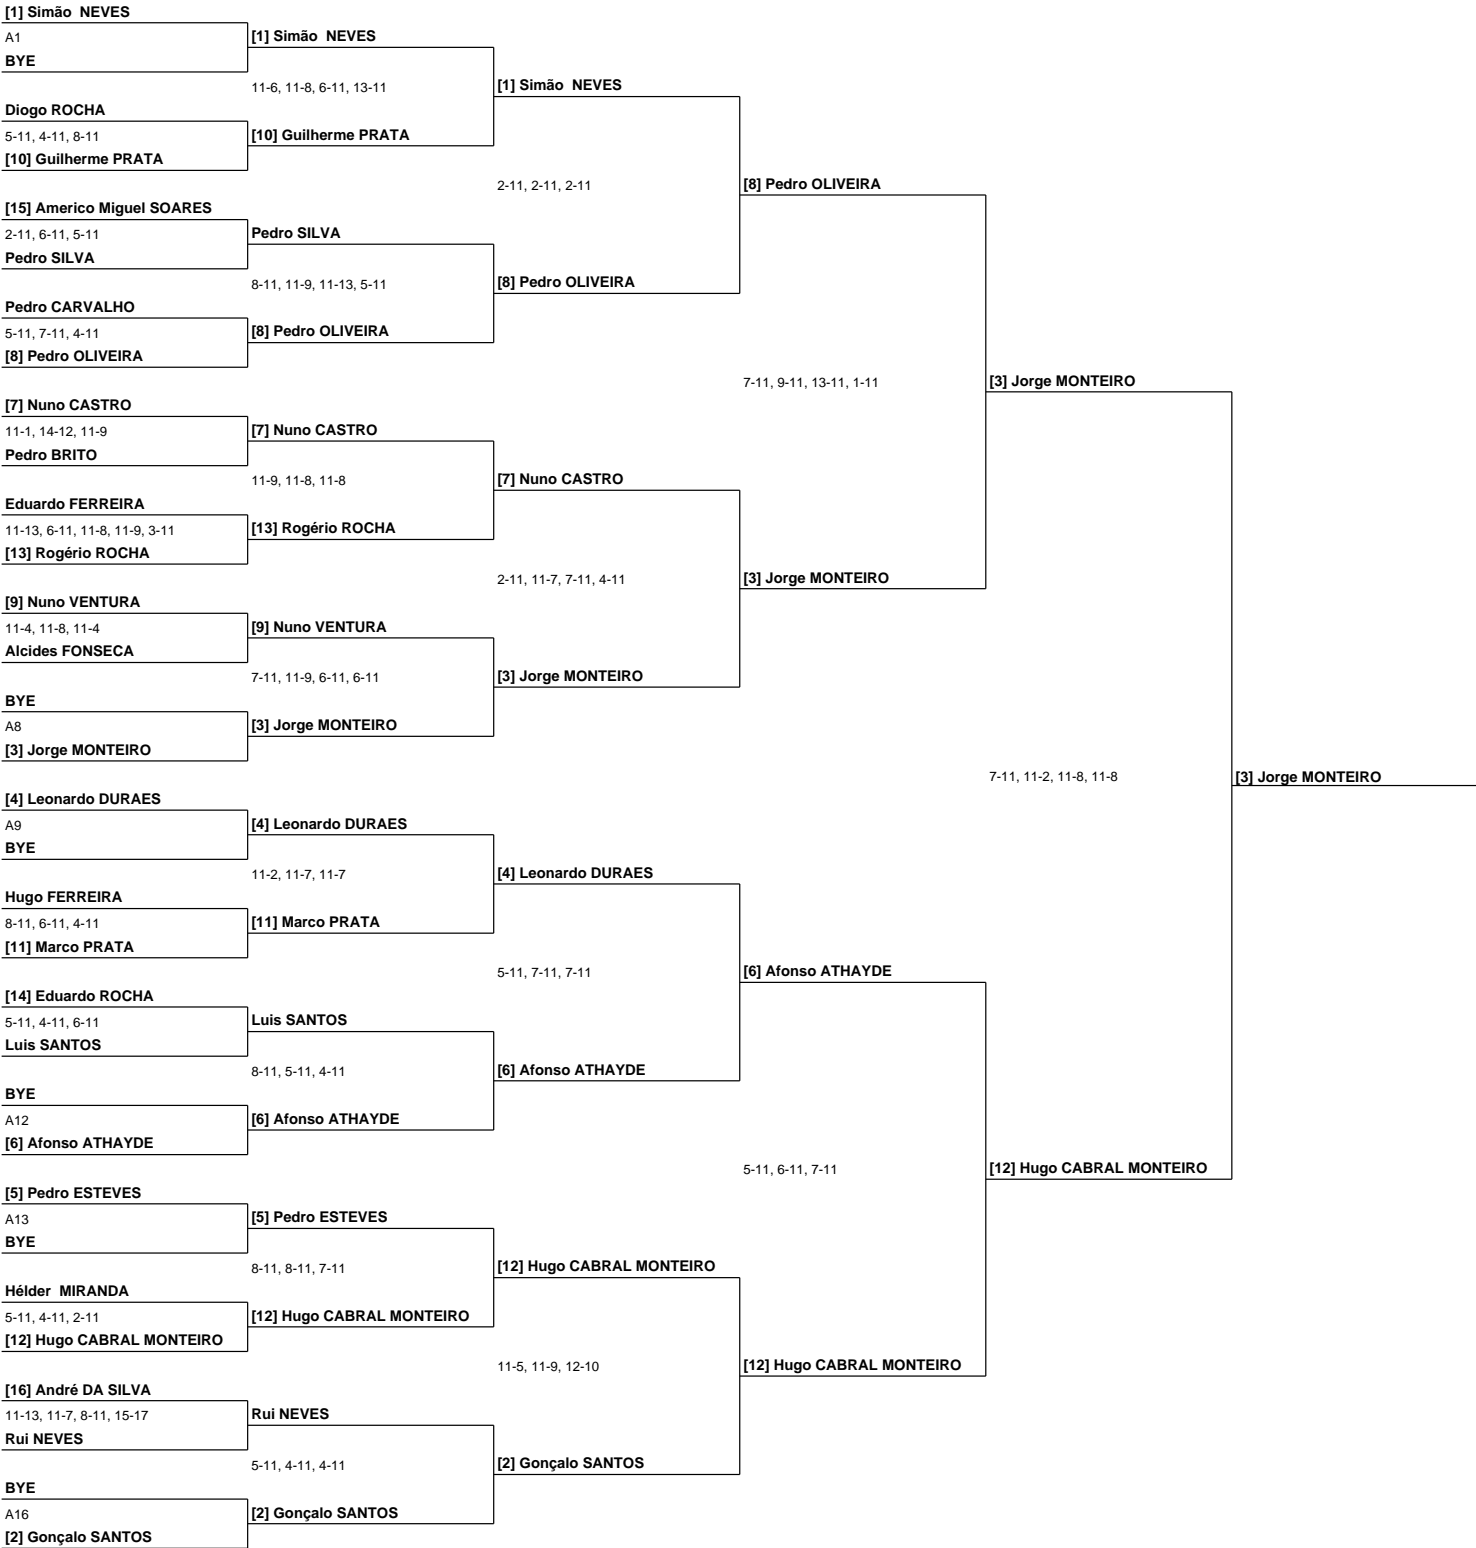 [1] Simão  NEVES
A1
BYE
Diogo ROCHA
5-11, 4-11, 8-11
[10] Guilherme PRATA
[15] Americo Miguel SOARES
2-11, 6-11, 5-11
Pedro SILVA
Pedro CARVALHO
5-11, 7-11, 4-11
[8] Pedro OLIVEIRA
[7] Nuno CASTRO
11-1, 14-12, 11-9
Pedro BRITO
Eduardo FERREIRA
11-13, 6-11, 11-8, 11-9, 3-11
[13] Rogério ROCHA
[9] Nuno VENTURA
11-4, 11-8, 11-4
Alcides FONSECA
BYE
A8
[3] Jorge MONTEIRO
[4] Leonardo DURAES
A9
BYE
Hugo FERREIRA
8-11, 6-11, 4-11
[11] Marco PRATA
[14] Eduardo ROCHA
5-11, 4-11, 6-11
Luis SANTOS
BYE
A12
[6] Afonso ATHAYDE
[5] Pedro ESTEVES
A13
BYE
Hélder  MIRANDA
5-11, 4-11, 2-11
[12] Hugo CABRAL MONTEIRO
[16] André DA SILVA
11-13, 11-7, 8-11, 15-17
Rui NEVES
BYE
A16
[2] Gonçalo SANTOS
[1] Simão  NEVES
11-6, 11-8, 6-11, 13-11
[10] Guilherme PRATA
Pedro SILVA
8-11, 11-9, 11-13, 5-11
[8] Pedro OLIVEIRA
[7] Nuno CASTRO
11-9, 11-8, 11-8
[13] Rogério ROCHA
[9] Nuno VENTURA
7-11, 11-9, 6-11, 6-11
[3] Jorge MONTEIRO
[4] Leonardo DURAES
11-2, 11-7, 11-7
[11] Marco PRATA
Luis SANTOS
8-11, 5-11, 4-11
[6] Afonso ATHAYDE
[5] Pedro ESTEVES
8-11, 8-11, 7-11
[12] Hugo CABRAL MONTEIRO
Rui NEVES
5-11, 4-11, 4-11
[2] Gonçalo SANTOS
[1] Simão  NEVES
2-11, 2-11, 2-11
[8] Pedro OLIVEIRA
[7] Nuno CASTRO
2-11, 11-7, 7-11, 4-11
[3] Jorge MONTEIRO
[4] Leonardo DURAES
5-11, 7-11, 7-11
[6] Afonso ATHAYDE
[12] Hugo CABRAL MONTEIRO
11-5, 11-9, 12-10
[2] Gonçalo SANTOS
[8] Pedro OLIVEIRA
7-11, 9-11, 13-11, 1-11
[3] Jorge MONTEIRO
[6] Afonso ATHAYDE
5-11, 6-11, 7-11
[12] Hugo CABRAL MONTEIRO
[3] Jorge MONTEIRO
7-11, 11-2, 11-8, 11-8
[12] Hugo CABRAL MONTEIRO
[3] Jorge MONTEIRO